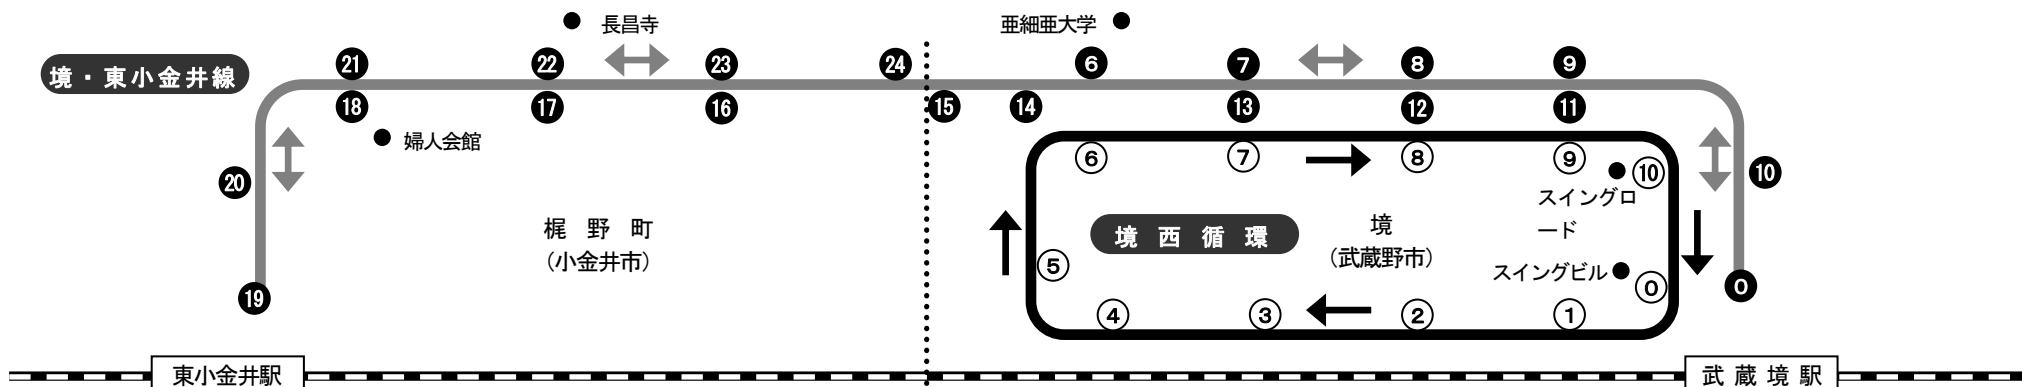 長昌寺
亜細亜大学
境・東小金井線
21 22 23 24 6 7 8 9
18 17 16 15 14 13 12 11
婦人会館
6 7 8 9 10
20
10
スイングロ
ード
梶野町
(小金井市)
境西循環
境
(武蔵野市)
5
スイングビル
0
0
19
4 3 2 1
東小金井駅
武蔵境駅